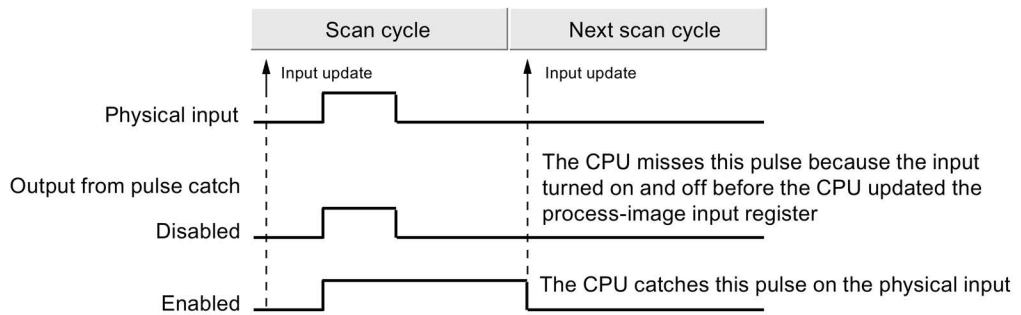 Scan cycle
Next scan cycle
Input update
Input update
Physical input
The CPU misses this pulse because the input
turned on and off before the CPU updated the
process-image input register
Output from pulse catch
Disabled
The CPU catches this pulse on the physical input
Enabled